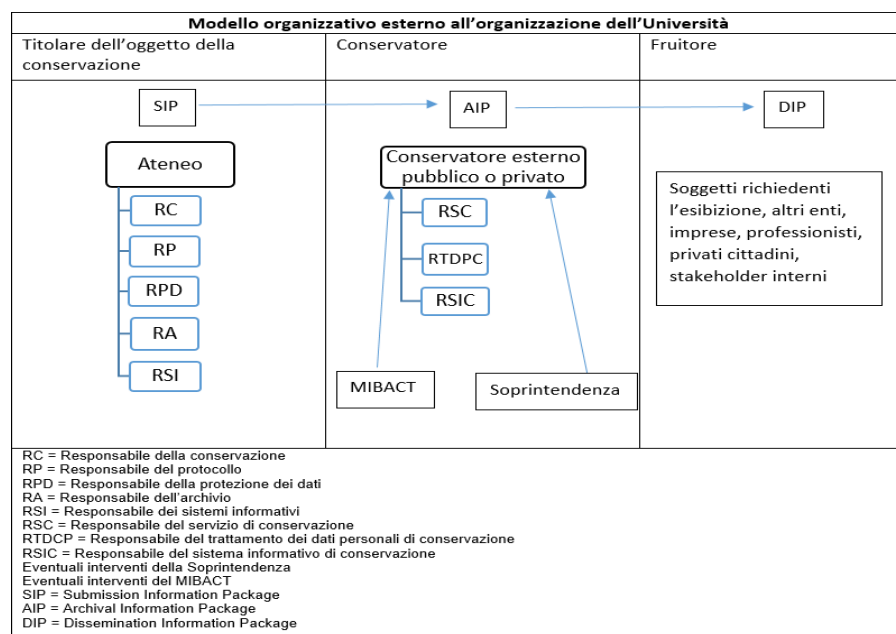 Modello organizzativo esterno all'organizzazione dell'Università
Titolare dell'oggetto della
conservazione
Conservatore
Fruitore
SIP
AIP
DIP
Ateneo
RC
RP
RPD
RA
RSI
Conservatore esterno
pubblico o privato
RSC
RTDPC
RSIC
MIBACT
Soprintendenza
Soggetti richiedenti
l'esibizione, altri enti,
imprese, professionisti,
privati cittadini,
stakeholder interni
RC = Responsabile della conservazione
RP = Responsabile del protocollo
RPD = Responsabile della protezione dei dati
RA = Responsabile dell'archivio
RSI = Responsabile dei sistemi informativi
RSC = Responsabile del servizio di conservazione
RTDCP = Responsabile del trattamento dei dati personali di conservazione
RSIC = Responsabile del sistema informativo di conservazione
Eventuali interventi della Soprintendenza
Eventuali interventi del MIBACT
SIP = Submission Information Package
AIP = Archival Information Package
DIP = Dissemination Information Package